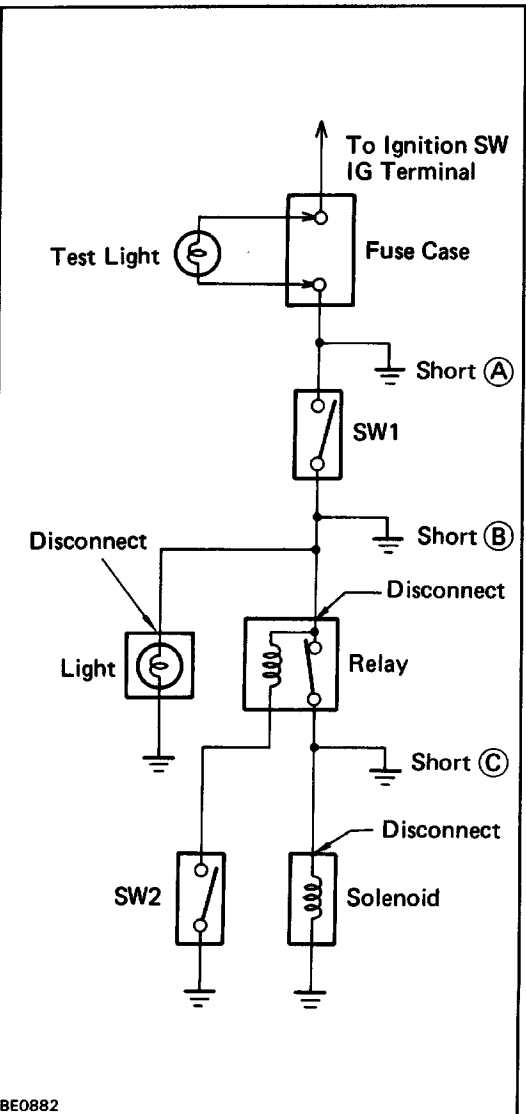 To Ignition SW
IG Terminal
Test Light
Fuse Case
Short Ⓐ
SW1
Short Ⓑ
Disconnect
Disconnect
Light
Relay
Short Ⓒ
Disconnect
SW2
Solenoid
BE0882